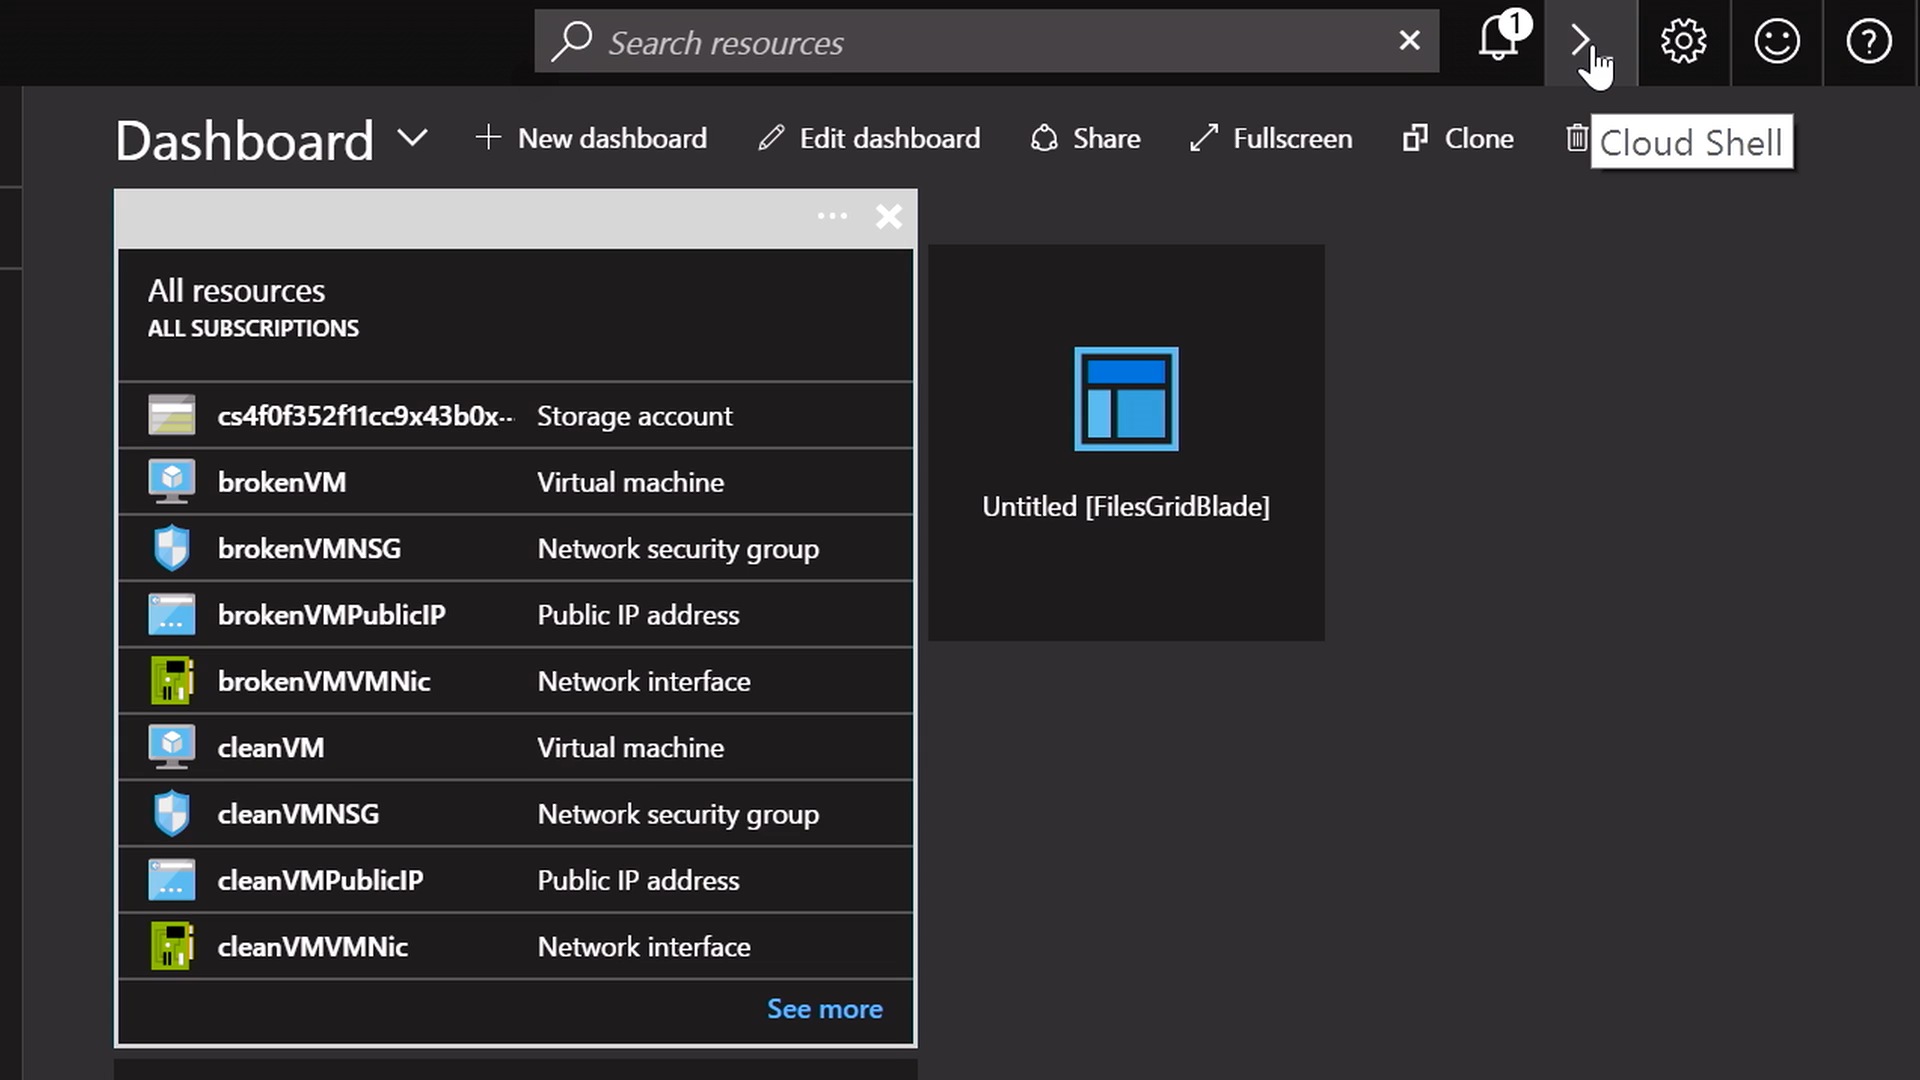 Search resources
1
Dashboard
New dashboard
Edit dashboard
Share
Fullscreen
Clone
Cloud Shell
All resources
ALL SUBSCRIPTIONS
cs4f0f352f11cc9x43b0x... Storage account
brokenVM Virtual machine
brokenVMNSG Network security group
brokenVMPublicIP Public IP address
brokenVMVMNic Network interface
cleanVM Virtual machine
cleanVMNSG Network security group
cleanVMPublicIP Public IP address
cleanVMVMNic Network interface
See more
Untitled [FilesGridBlade]